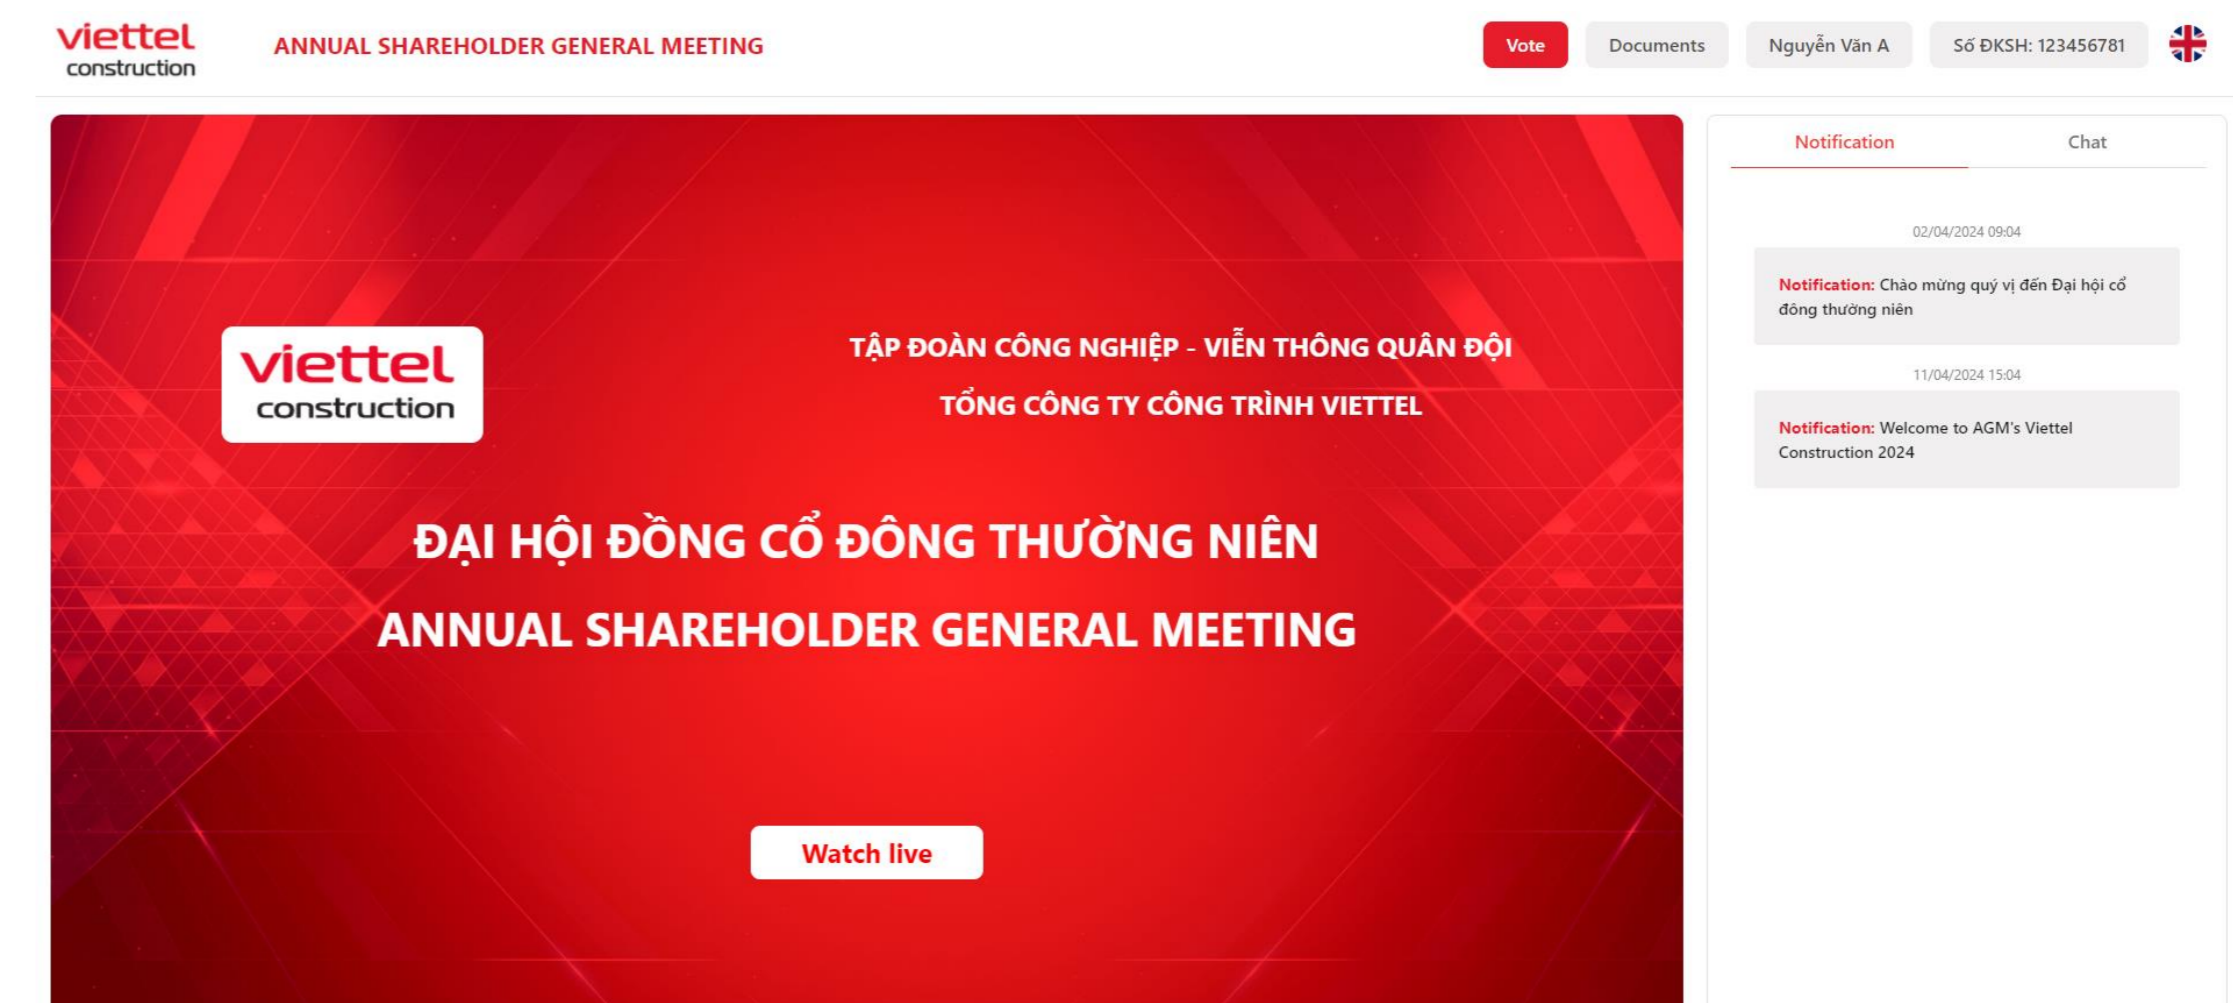 viettel
construction
ANNUAL SHAREHOLDER GENERAL MEETING
Vote
Documents
Nguyễn Văn A
Số ĐKSH: 123456781
viettel
construction
TẬP ĐOÀN CÔNG NGHIỆP - VIỄN THÔNG QUÂN ĐỘI
TỔNG CÔNG TY CÔNG TRÌNH VIETTEL
ĐẠI HỘI ĐỒNG CỔ ĐÔNG THƯỜNG NIÊN
ANNUAL SHAREHOLDER GENERAL MEETING
Watch live
Notification
Chat
02/04/2024 09:04
Notification: Chào mừng quý vị đến Đại hội cổ
đông thường niên
11/04/2024 15:04
Notification: Welcome to AGM's Viettel
Construction 2024